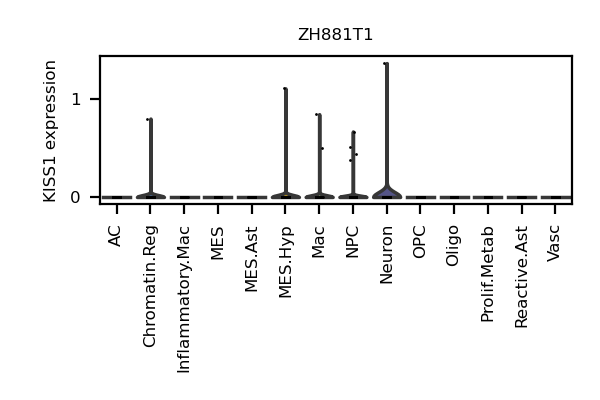 ZH881T1
KISS1 expression
1
0
AC
Chromatin.Reg
Inflammatory.Mac
MES
MES.Ast
MES.Hyp
Mac
NPC
Neuron
OPC
Oligo
Prolif.Metab
Reactive.Ast
Vasc